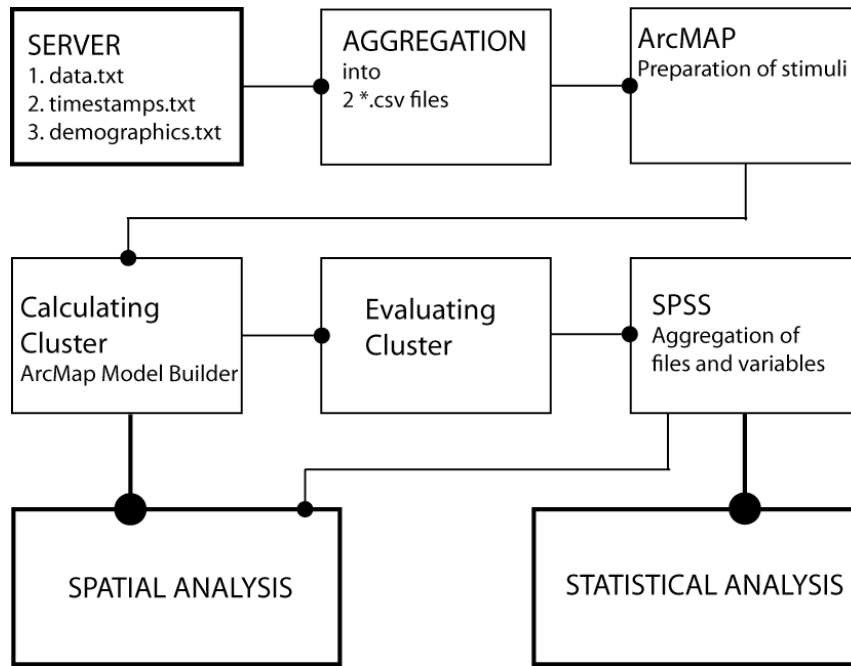 SERVER
1. data.txt
2. timestamps.txt
3. demographics.txt
AGGREGATION
into
2 *.csv files
ArcMAP
Preparation of stimuli
Calculating
Cluster
ArcMap Model Builder
Evaluating
Cluster
SPSS
Aggregation of
files and variables
SPATIAL ANALYSIS
STATISTICAL ANALYSIS